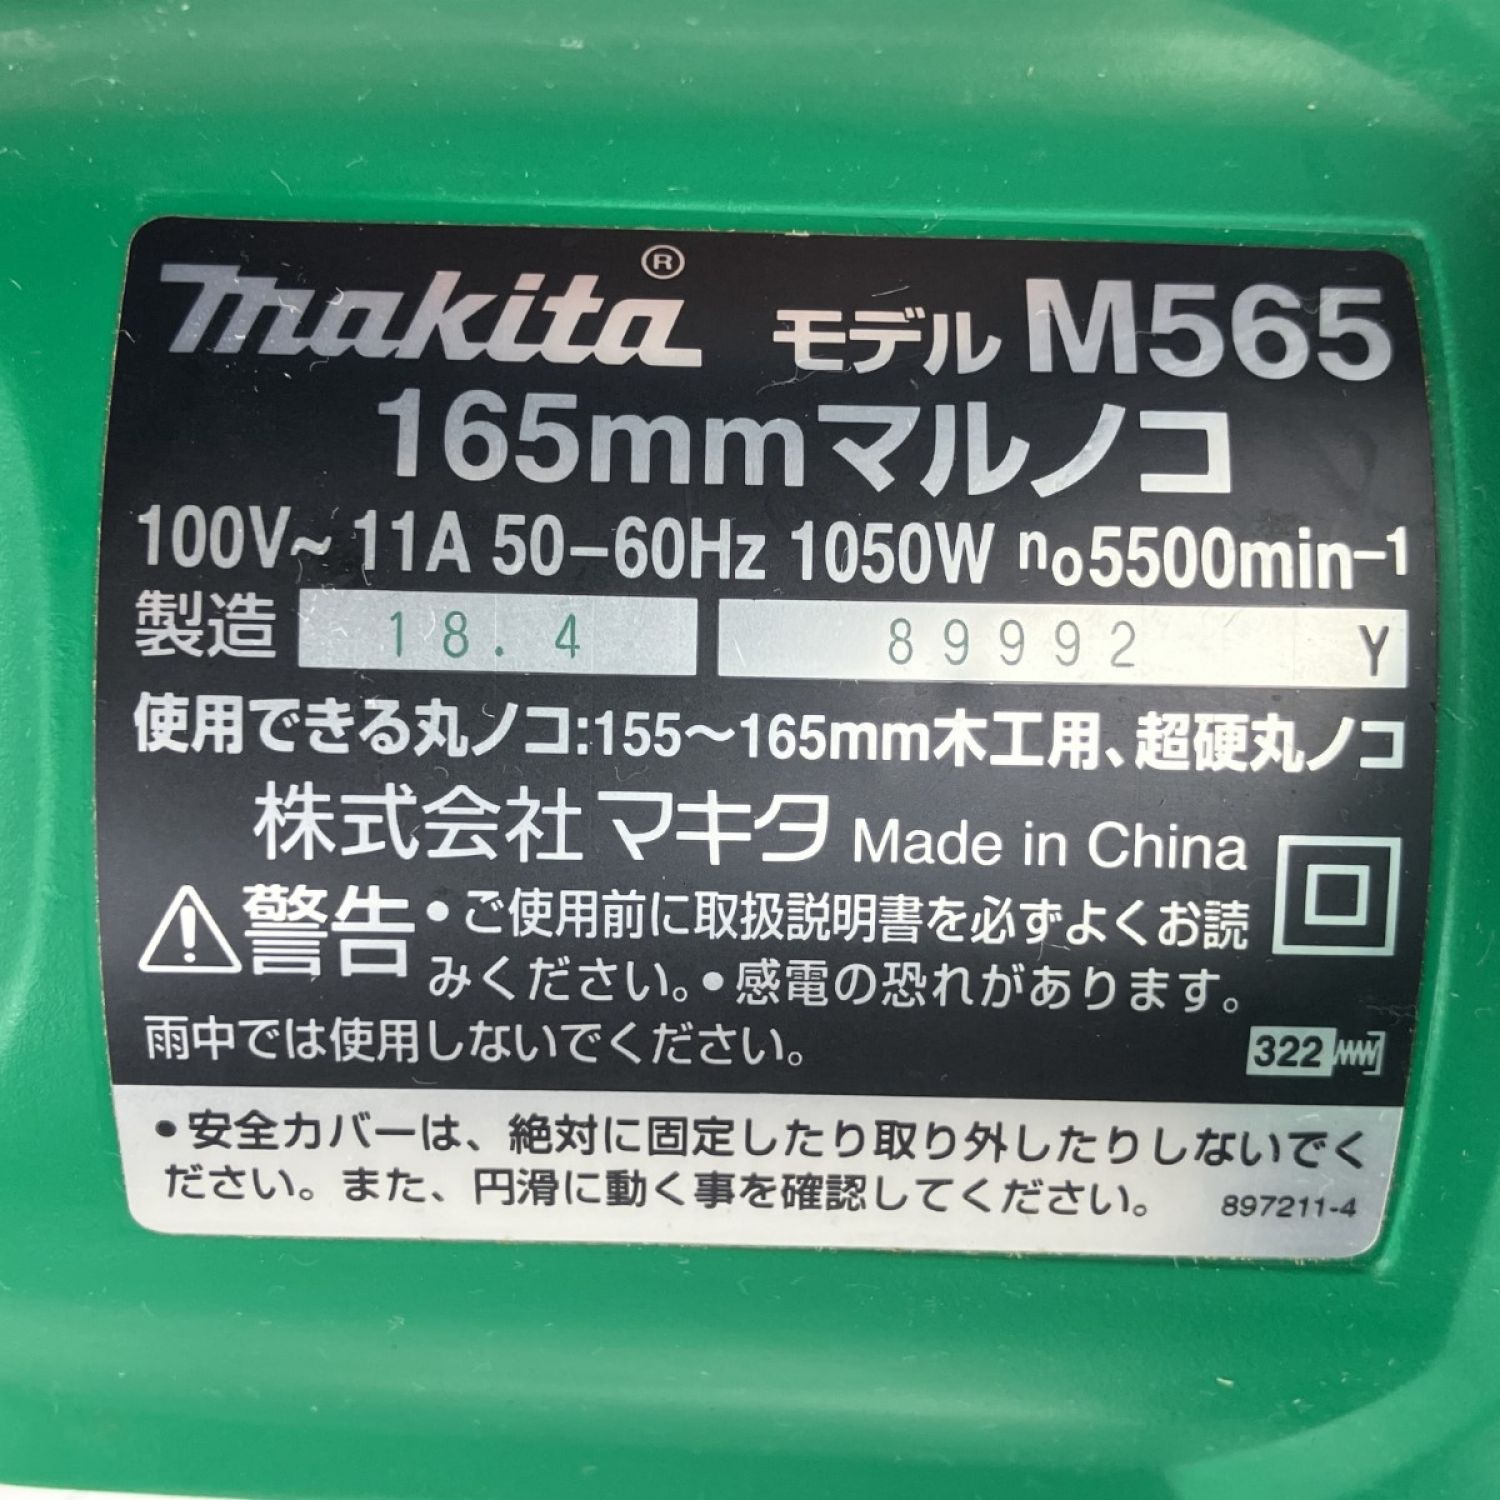 makita® モデル M565
165mmマルノコ
100V~ 11A 50-60Hz 1050W no5500min-1
製造 18.4 89992 Y
使用できる丸ノコ:155～165mm木工用、超硬丸ノコ
株式会社マキタ Made in China
警告 •ご使用前に取扱説明書を必ずよくお読
みください。•感電の恐れがあります。
雨中では使用しないでください。
322
•安全カバーは、絶対に固定したり取り外したりしないでく
ださい。また、円滑に動く事を確認してください。 897211-4